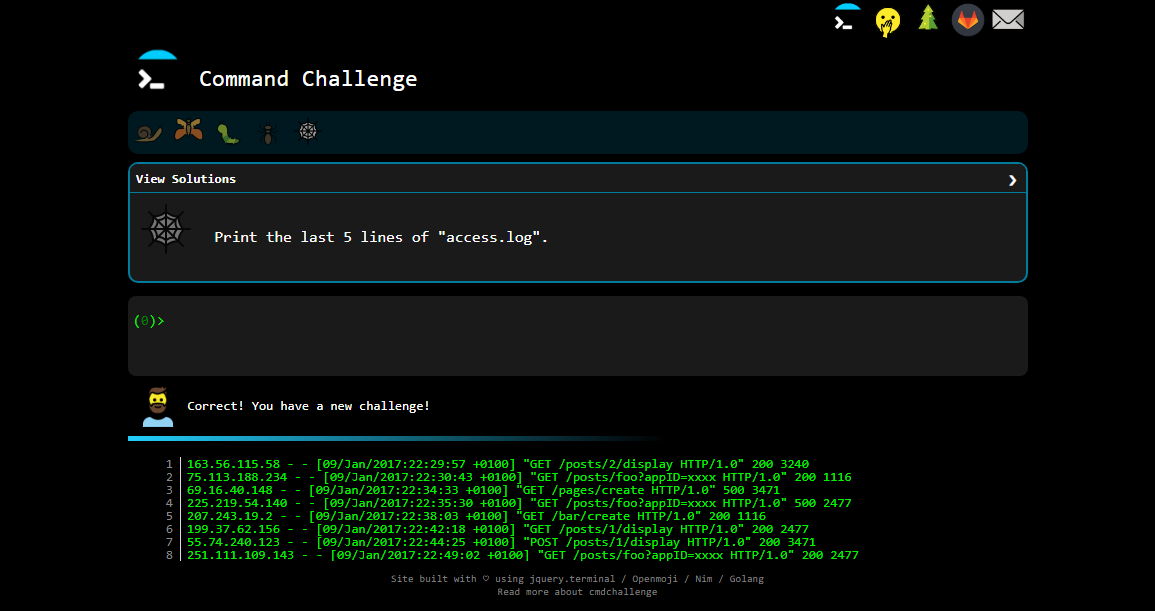 Command Challenge
View Solutions
Print the last 5 lines of "access.log".
(0)>
Correct! You have a new challenge!
1 163.56.115.58 - - [09/Jan/2017:22:29:57 +0100] "GET /posts/2/display HTTP/1.0" 200 3240
2 75.113.188.234 - - [09/Jan/2017:22:30:43 +0100] "GET /posts/foo?appID=xxxx HTTP/1.0" 200 1116
3 69.16.40.148 - - [09/Jan/2017:22:34:33 +0100] "GET /pages/create HTTP/1.0" 500 3471
4 225.219.54.140 - - [09/Jan/2017:22:35:30 +0100] "GET /posts/foo?appID=xxxx HTTP/1.0" 500 2477
5 207.243.19.2 - - [09/Jan/2017:22:38:03 +0100] "GET /bar/create HTTP/1.0" 200 1116
6 199.37.62.156 - - [09/Jan/2017:22:42:18 +0100] "GET /posts/1/display HTTP/1.0" 200 2477
7 55.74.240.123 - - [09/Jan/2017:22:44:25 +0100] "POST /posts/1/display HTTP/1.0" 200 3471
8 251.111.109.143 - - [09/Jan/2017:22:49:02 +0100] "GET /posts/foo?appID=xxxx HTTP/1.0" 200 2477
Site built with ♡ using jquery.terminal / Openmoji / Nim / Golang
Read more about cmdchallenge